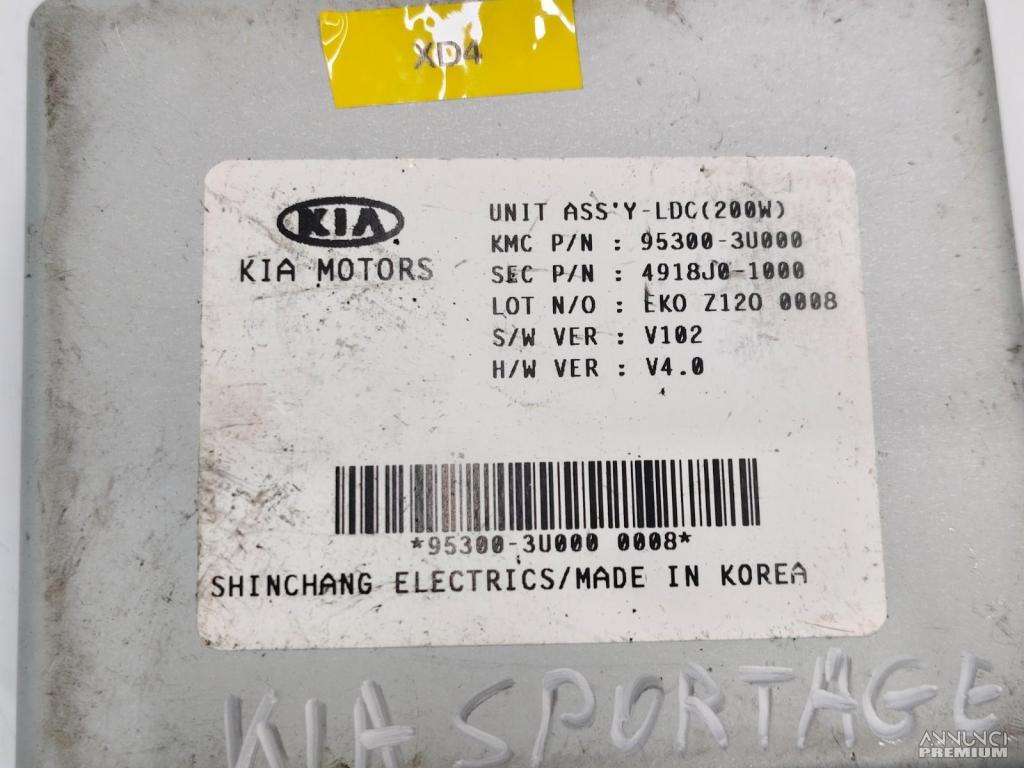 XD4
KIA
KIA MOTORS
UNIT ASS'Y-LDC(200W)
KMC P/N : 95300-3U000
SEC P/N : 4918J0-1000
LOT N/O : EKO Z12O 0008
S/W VER : V102
H/W VER : V4.0
*95300-3U000 0008*
SHINCHANG ELECTRICS/MADE IN KOREA
KIA SPORTAGE
ANNUNCI
PREMIUM